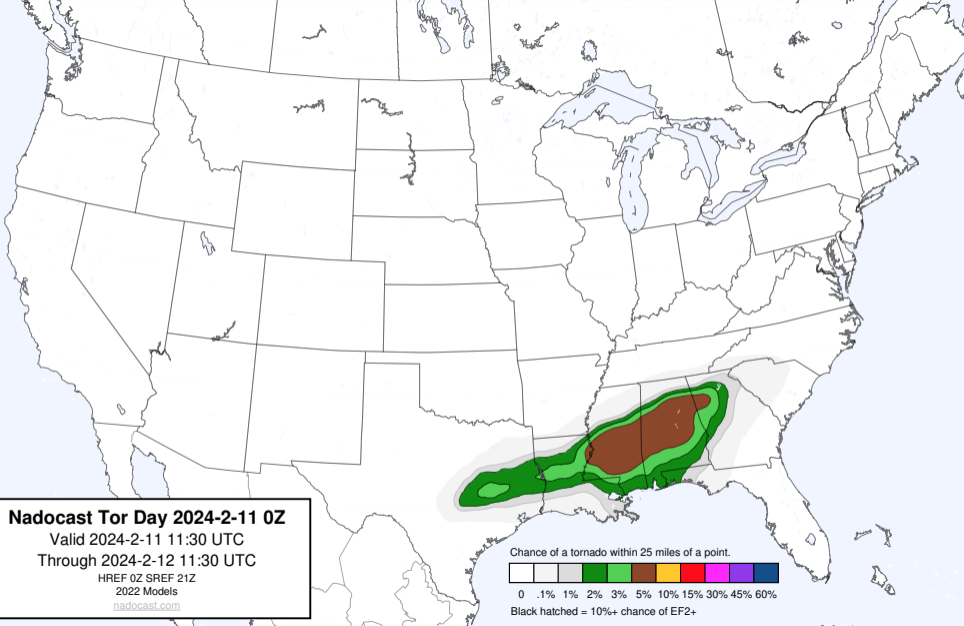 Nadocast Tor Day 2024-2-11 0Z
Valid 2024-2-11 11:30 UTC
Through 2024-2-12 11:30 UTC
HREF 0Z SREF 21Z
2022 Models
nadocast.com
Chance of a tornado within 25 miles of a point.
0 .1% 1% 2% 3% 5% 10% 15% 30% 45% 60%
Black hatched = 10%+ chance of EF2+